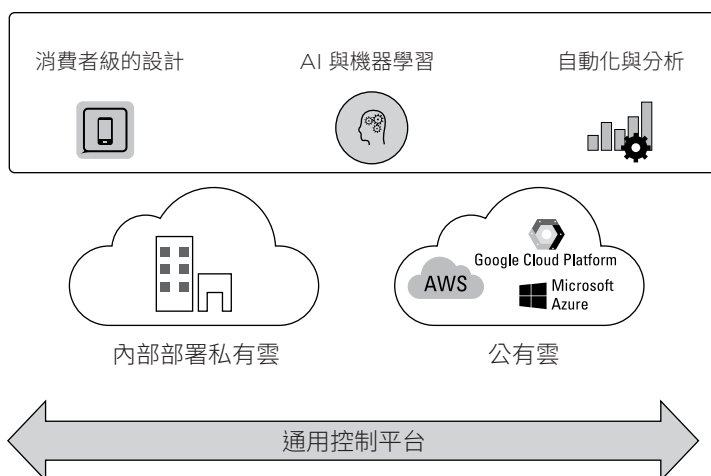 消費者級的設計
AI 與機器學習
自動化與分析
Google Cloud Platform
AWS
Microsoft
Azure
內部部署私有雲
公有雲
通用控制平台